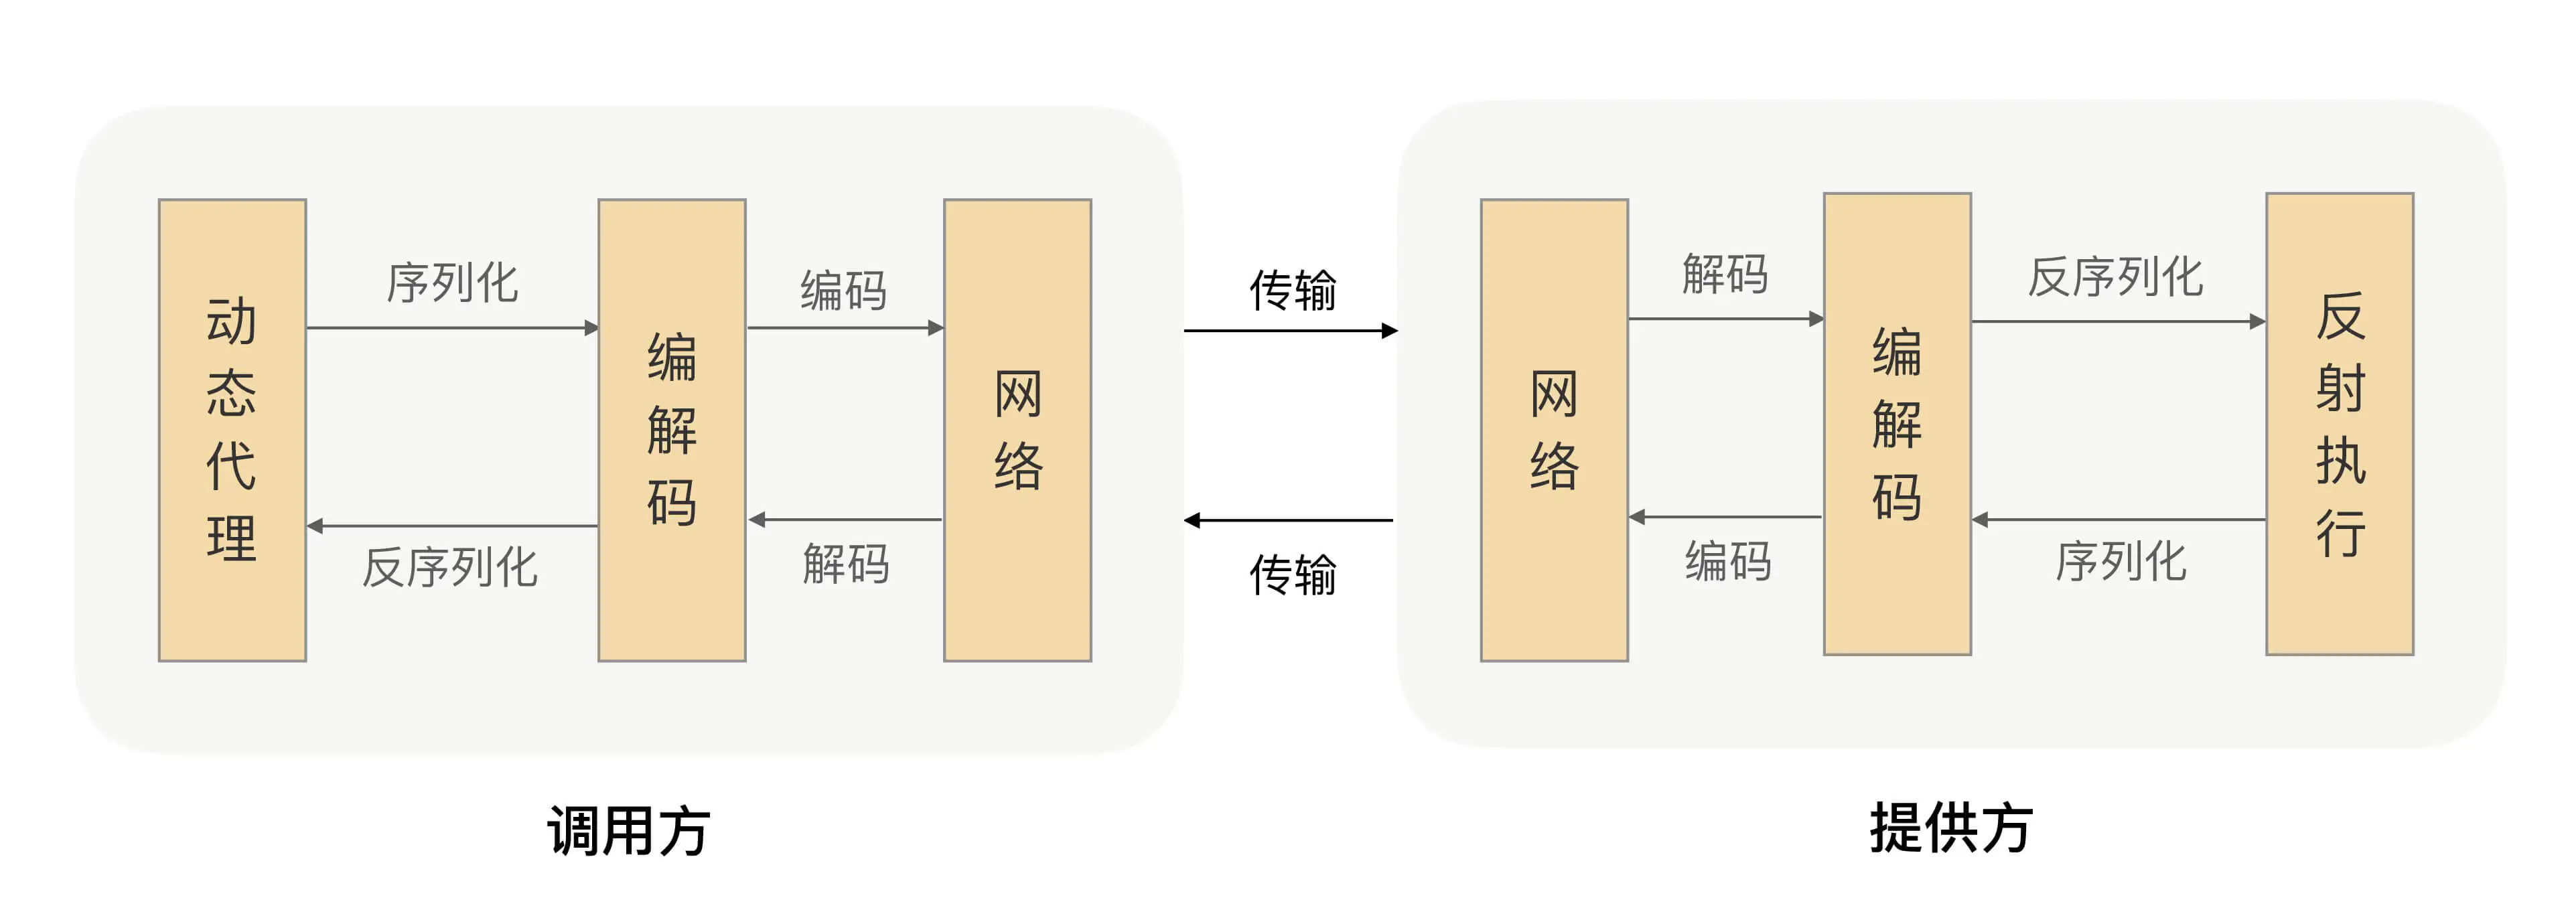 动态代理
序列化
反序列化
编解码
编码
解码
网络
传输
传输
网络
解码
编码
编解码
反序列化
序列化
反射执行
调用方
提供方